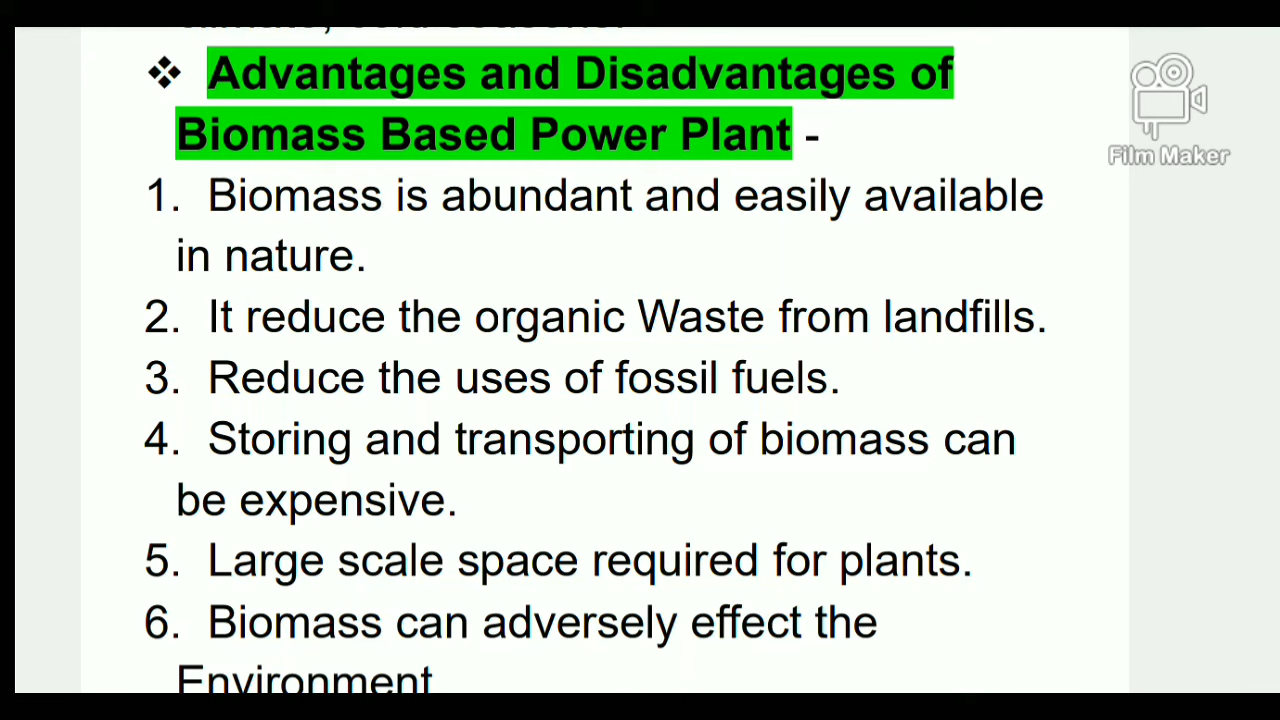 ❖ Advantages and Disadvantages of
Biomass Based Power Plant -
1. Biomass is abundant and easily available
in nature.
2. It reduce the organic Waste from landfills.
3. Reduce the uses of fossil fuels.
4. Storing and transporting of biomass can
be expensive.
5. Large scale space required for plants.
6. Biomass can adversely effect the
Environment
Film Maker